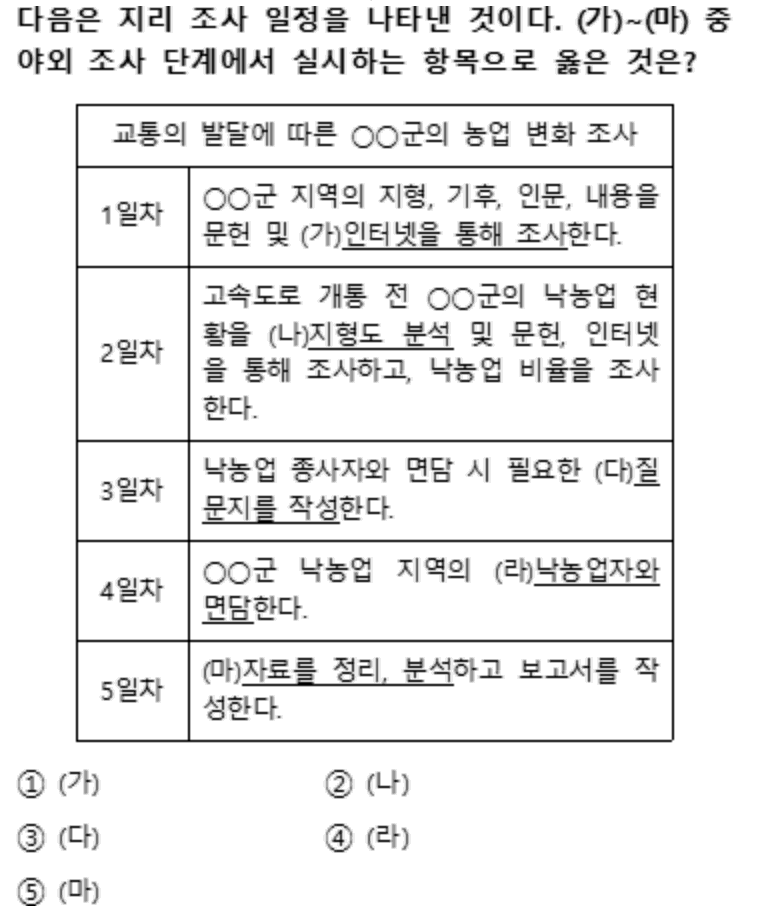 다음은 지리 조사 일정을 나타낸 것이다. (가)~(마) 중
야외 조사 단계에서 실시하는 항목으로 옳은 것은?
교통의 발달에 따른 ○○군의 농업 변화 조사
1일차
○○군 지역의 지형, 기후, 인문, 내용을
문헌 및 (가)인터넷을 통해 조사한다.
2일차
고속도로 개통 전 ○○군의 낙농업 현
황을 (나)지형도 분석 및 문헌, 인터넷
을 통해 조사하고, 낙농업 비율을 조사
한다.
3일차
낙농업 종사자와 면담 시 필요한 (다)질
문지를 작성한다.
4일차
○○군 낙농업 지역의 (라)낙농업자와
면담한다.
5일차
(마)자료를 정리, 분석하고 보고서를 작
성한다.
① (가) ② (나)
③ (다) ④ (라)
⑤ (마)